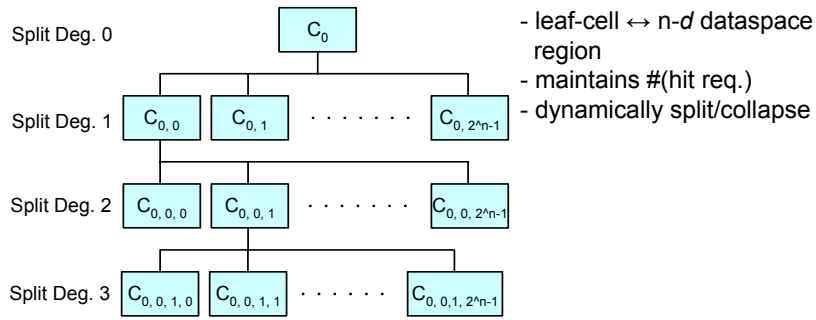 Split Deg. 0
C0
- leaf-cell ↔ n-d dataspace
region
- maintains #(hit req.)
- dynamically split/collapse
Split Deg. 1
C0, 0
C0, 1
. . . . . . .
C0, 2^n-1
Split Deg. 2
C0, 0, 0
C0, 0, 1
. . . . . . .
C0, 0, 2^n-1
Split Deg. 3
C0, 0, 1, 0
C0, 0, 1, 1
. . . . . .
C0, 0,1, 2^n-1